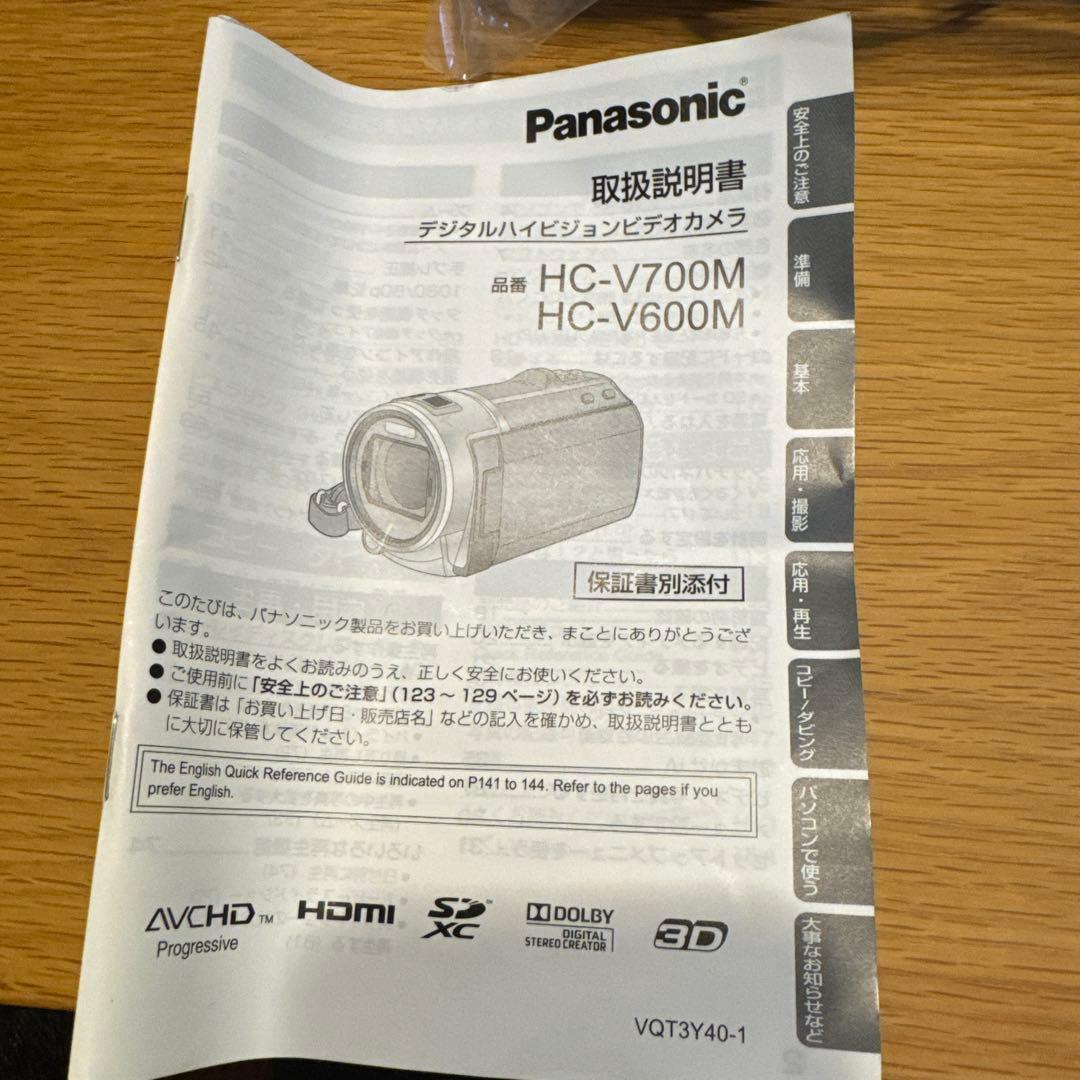 Panasonic®
取扱説明書
デジタルハイビジョンビデオカメラ
品番 HC-V700M
HC-V600M
保証書別添付
このたびは、パナソニック製品をお買い上げいただき、まことにありがとうござ
います。
● 取扱説明書をよくお読みのうえ、正しく安全にお使いください。
● ご使用前に「安全上のご注意」(123 ~ 129 ページ)を必ずお読みください。
● 保証書は「お買い上げ日・販売店名」などの記入を確かめ、取扱説明書ととも
に大切に保管してください。
The English Quick Reference Guide is indicated on P141 to 144. Refer to the pages if you
prefer English.
AVCHD™
Progressive
HDMI
SD
XC
DOLBY
DIGITAL
STEREO CREATOR
3D
VQT3Y40-1
安全上のご注意
準備
基本
応用・撮影
応用・再生
コピー/ダビング
パソコンで使う
大事なお知らせなど